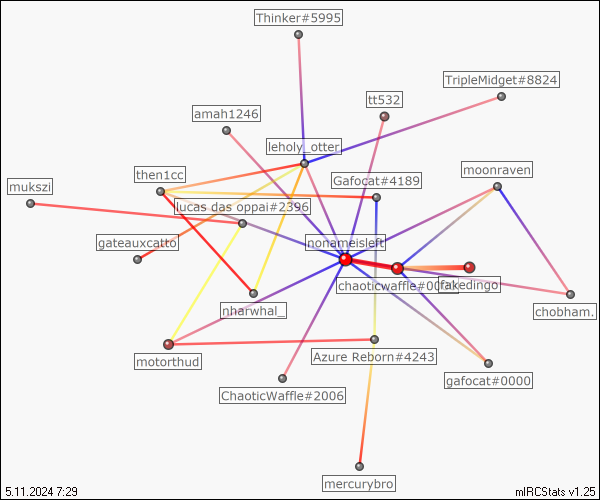 Thinker#5995
TripleMidget#8824
tt532
amah1246
leholy_otter
then1cc
Gafocat#4189
moonraven
mukszi
lucas das oppai#2396
gateauxcatto
nonameisleft
chaoticwaffle#00
fakedingo
nharwhal_
chobham.
motorthud
Azure Reborn#4243
ChaoticWaffle#2006
gafocat#0000
mercurybro
5.11.2024 7:29
mIRCStats v1.25